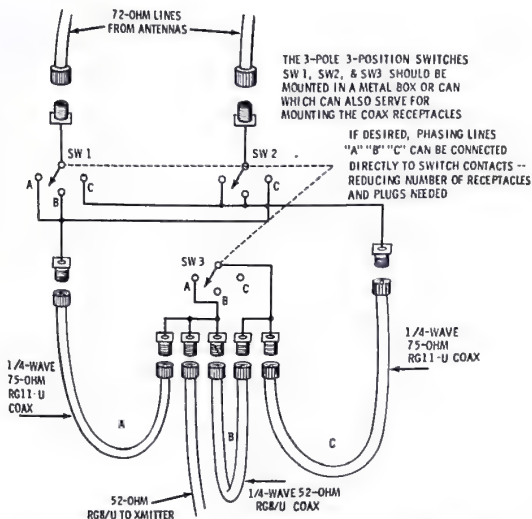 72-OHM LINES
FROM ANTENNAS
THE 3-POLE 3-POSITION SWITCHES
SW 1, SW2, & SW3 SHOULD BE
MOUNTED IN A METAL BOX OR CAN
WHICH CAN ALSO SERVE FOR
MOUNTING THE COAX RECEPTACLES
IF DESIRED, PHASING LINES
"A" "B" "C" CAN BE CONNECTED
DIRECTLY TO SWITCH CONTACTS --
REDUCING NUMBER OF RECEPTACLES
AND PLUGS NEEDED
SW 1
SW 2
A
B
C
C
SW 3
A
B
C
1/4-WAVE
75-OHM
RG11-U
COAX
A
B
C
1/4-WAVE
75-OHM
RG11-U
COAX
52-OHM
RG8/U TO XMITTER
1/4-WAVE 52-OHM
RG8/U COAX